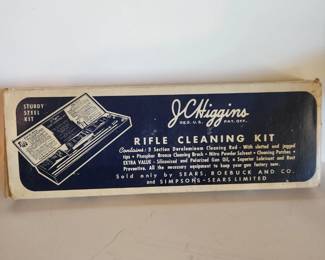 STURDY
STEEL
KIT
J.C. Higgins
REG. U.S. PAT. OFF.
RIFLE CLEANING KIT
Contains: 3 Section Duraluminum Cleaning Rod - With slotted and jagged
tips • Phosphor Bronze Cleaning Brush • Nitro Powder Solvent • Cleaning Patches •
EXTRA VALUE - Siliconized and Polarized Gun Oil, a Superior Lubricant and Rust
Preventive. All the necessary equipment to keep your gun factory new.
Sold only by SEARS, ROEBUCK AND CO.
and SIMPSONS-SEARS LIMITED